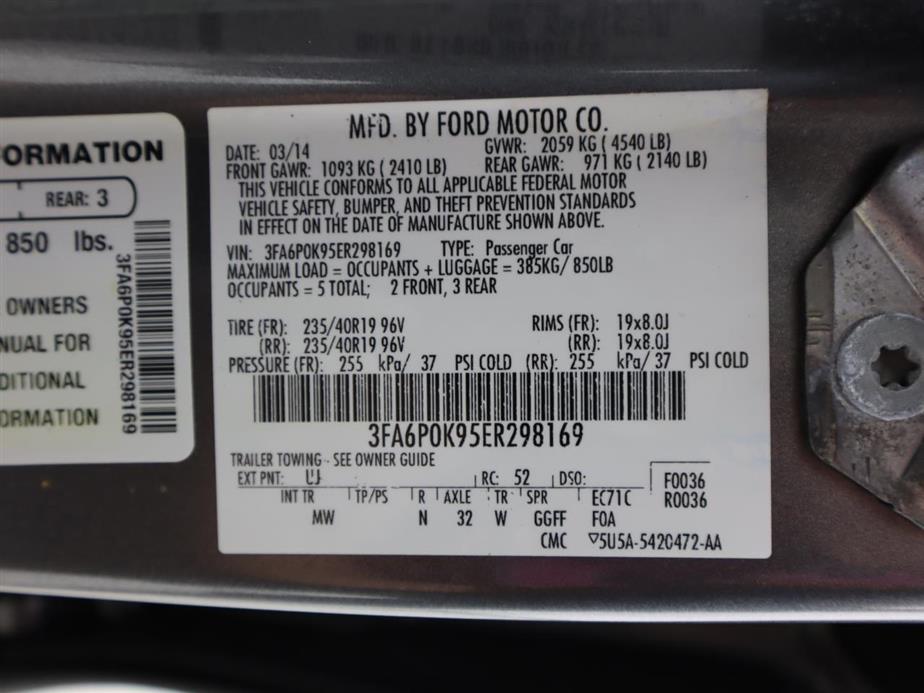 FORMATION
REAR: 3
850 lbs.
OWNERS
NUAL FOR
DITIONAL
FORMATION
3FA6P0K95ER298169
MFD. BY FORD MOTOR CO.
DATE: 03/14 GVWR: 2059 KG ( 4540 LB)
FRONT GAWR: 1093 KG ( 2410 LB) REAR GAWR: 971 KG ( 2140 LB)
THIS VEHICLE CONFORMS TO ALL APPLICABLE FEDERAL MOTOR
VEHICLE SAFETY, BUMPER, AND THEFT PREVENTION STANDARDS
IN EFFECT ON THE DATE OF MANUFACTURE SHOWN ABOVE.
VIN: 3FA6P0K95ER298169 TYPE: Passenger Car
MAXIMUM LOAD = OCCUPANTS + LUGGAGE = 385KG/ 850LB
OCCUPANTS = 5 TOTAL; 2 FRONT, 3 REAR
TIRE (FR): 235/40R19 96V RIMS (FR): 19x8.0J
(RR): 235/40R19 96V (RR): 19x8.0J
PRESSURE (FR): 255 kPa/ 37 PSI COLD (RR): 255 kPa/ 37 PSI COLD
3FA6P0K95ER298169
TRAILER TOWING - SEE OWNER GUIDE
EXT PNT: UJ RC: 52 DSO: F0036
INT TR TP/PS R AXLE TR SPR EC71C R0036
MW N 32 W GGFF F0A
CMC ▽5U5A-5420472-AA